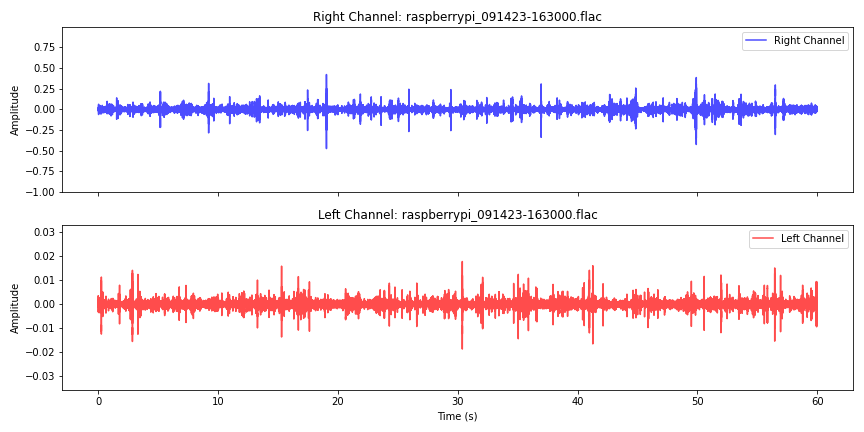 Right Channel: raspberrypi_091423-163000.flac
Right Channel
0.75
0.50
0.25
0.00
−0.25
−0.50
−0.75
−1.00
Amplitude
Left Channel: raspberrypi_091423-163000.flac
Left Channel
0.03
0.02
0.01
0.00
−0.01
−0.02
−0.03
Amplitude
0 10 20 30 40 50 60
Time (s)